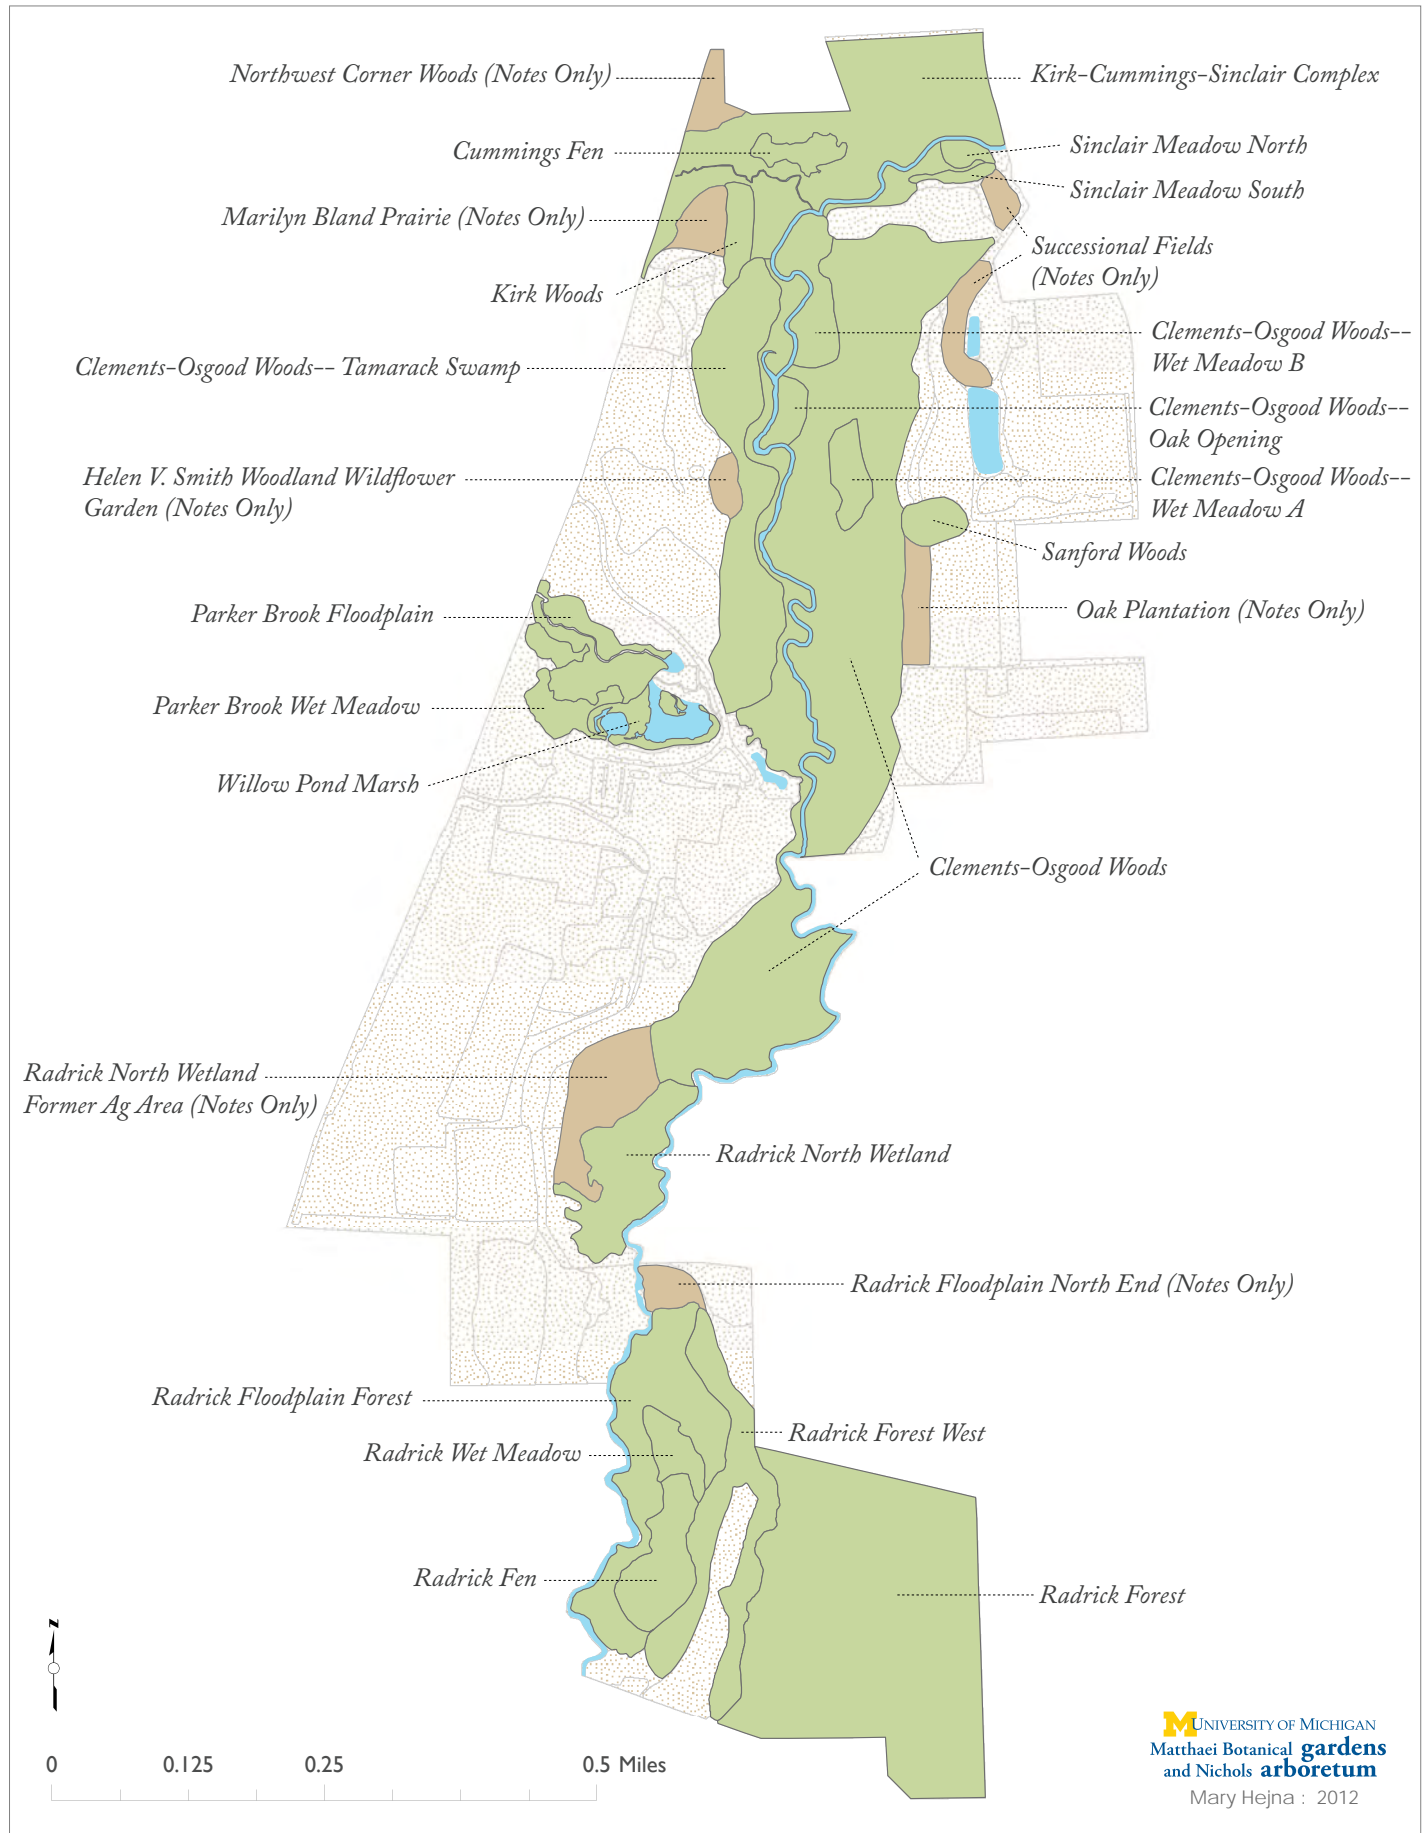 Northwest Corner Woods (Notes Only)
Kirk-Cummings-Sinclair Complex
Cummings Fen
Sinclair Meadow North
Sinclair Meadow South
Marilyn Bland Prairie (Notes Only)
Successional Fields
(Notes Only)
Kirk Woods
Clements-Osgood Woods--
Wet Meadow B
Clements-Osgood Woods-- Tamarack Swamp
Clements-Osgood Woods--
Oak Opening
Helen V. Smith Woodland Wildflower
Garden (Notes Only)
Clements-Osgood Woods--
Wet Meadow A
Sanford Woods
Parker Brook Floodplain
Oak Plantation (Notes Only)
Parker Brook Wet Meadow
Willow Pond Marsh
Clements-Osgood Woods
Radrick North Wetland
Former Ag Area (Notes Only)
Radrick North Wetland
Radrick Floodplain North End (Notes Only)
Radrick Floodplain Forest
Radrick Forest West
Radrick Wet Meadow
Radrick Fen
Radrick Forest
N
0 0.125 0.25 0.5 Miles
M UNIVERSITY OF MICHIGAN
Matthaei Botanical gardens
and Nichols arboretum
Mary Hejna : 2012